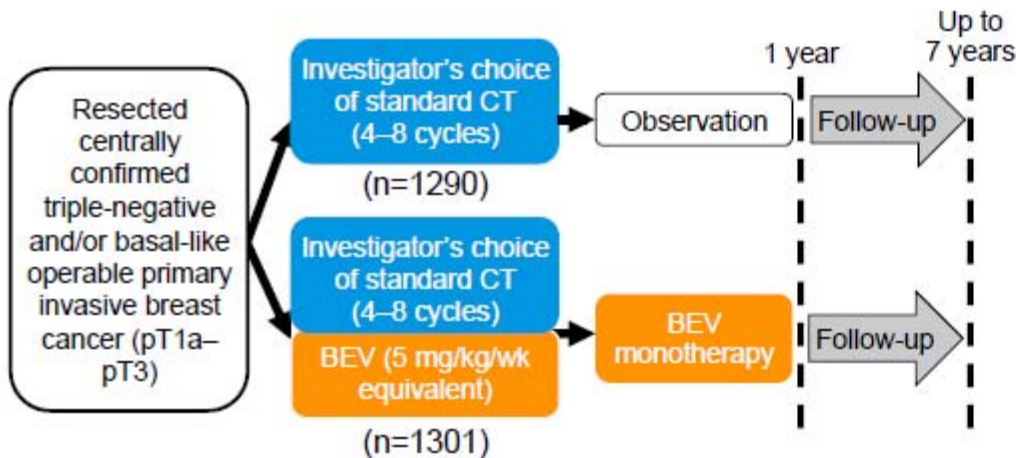 Resected
centrally
confirmed
triple-negative
and/or basal-like
operable primary
invasive breast
cancer (pT1a–
pT3)
Investigator's choice
of standard CT
(4–8 cycles)
(n=1290)
Observation
Investigator's choice
of standard CT
(4–8 cycles)
BEV (5 mg/kg/wk
equivalent)
(n=1301)
BEV
monotherapy
1 year
Up to
7 years
Follow-up
Follow-up